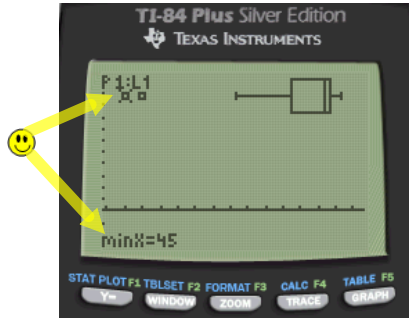 TI-84 Plus Silver Edition
TEXAS INSTRUMENTS
P1:L1
minX=45
STAT PLOT F1 TBLSET F2 FORMAT F3 CALC F4 TABLE F5
Y= WINDOW ZOOM TRACE GRAPH